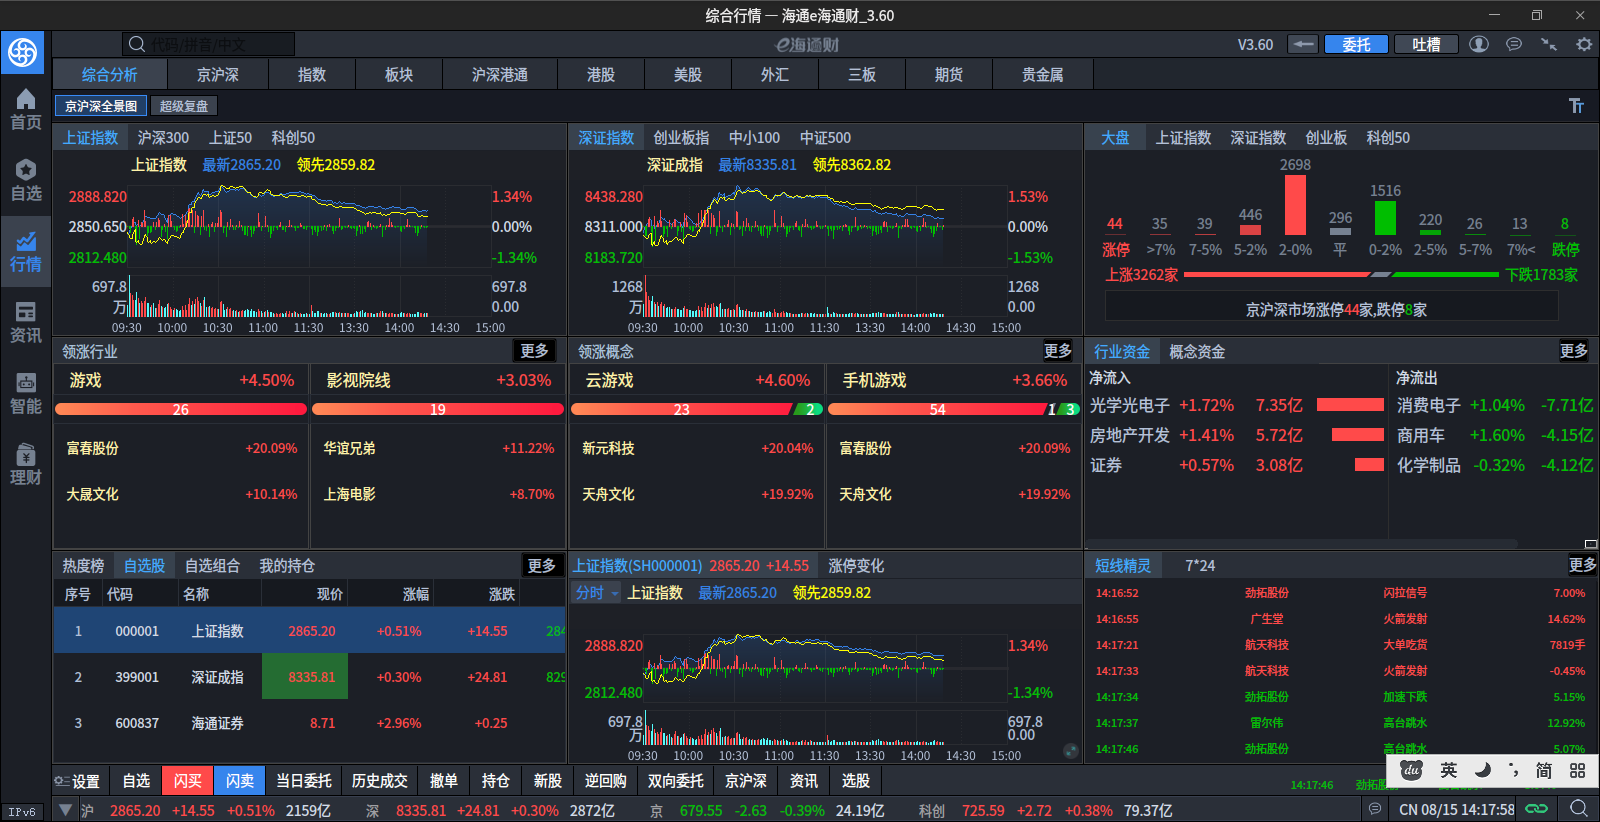 综合行情 — 海通e海通财_3.60
代码/拼音/中文
e海通财
V3.60 委托 吐槽
综合分析 京沪深 指数 板块 沪深港通 港股 美股 外汇 三板 期货 贵金属
京沪深全景图 超级复盘
首页
自选
行情
资讯
智能
理财
IPv6
上证指数 沪深300 上证50 科创50
上证指数 最新2865.20 领先2859.82
2888.820 1.34%
2850.650 0.00%
2812.480 -1.34%
697.8 697.8
万 0.00
09:30 10:00 10:30 11:00 11:30 13:30 14:00 14:30 15:00
深证指数 创业板指 中小100 中证500
深证成指 最新8335.81 领先8362.82
8438.280 1.53%
8311.000 0.00%
8183.720 -1.53%
1268 1268
万 0.00
09:30 10:00 10:30 11:00 11:30 13:30 14:00 14:30 15:00
大盘 上证指数 深证指数 创业板 科创50
44 35 39 446 2698 296 1516 220 26 13 8
涨停 >7% 7-5% 5-2% 2-0% 平 0-2% 2-5% 5-7% 7%< 跌停
上涨3262家 下跌1783家
京沪深市场涨停44家,跌停8家
领涨行业 更多
游戏 +4.50% 影视院线 +3.03%
26 19
富春股份 +20.09% 华谊兄弟 +11.22%
大晟文化 +10.14% 上海电影 +8.70%
领涨概念 更多
云游戏 +4.60% 手机游戏 +3.66%
23 2 54 1 3
新元科技 +20.04% 富春股份 +20.09%
天舟文化 +19.92% 天舟文化 +19.92%
行业资金 概念资金 更多
净流入 净流出
光学光电子 +1.72% 7.35亿 消费电子 +1.04% -7.71亿
房地产开发 +1.41% 5.72亿 商用车 +1.60% -4.15亿
证券 +0.57% 3.08亿 化学制品 -0.32% -4.12亿
热度榜 自选股 自选组合 我的持仓 更多
序号 代码 名称 现价 涨幅 涨跌
1 000001 上证指数 2865.20 +0.51% +14.55 284
2 399001 深证成指 8335.81 +0.30% +24.81 829
3 600837 海通证券 8.71 +2.96% +0.25
上证指数(SH000001) 2865.20 +14.55 涨停变化
分时 上证指数 最新2865.20 领先2859.82
2888.820 1.34%
2812.480 -1.34%
697.8 697.8
万 0.00
09:30 10:00 10:30 11:00 11:30 13:30 14:00 14:30 15:00
短线精灵 7*24 更多
14:16:52 劲拓股份 闪拉信号 7.00%
14:16:55 广生堂 火箭发射 14.62%
14:17:21 航天科技 大单吃货 7819手
14:17:33 航天科技 火箭发射 -0.45%
14:17:34 劲拓股份 加速下跌 5.15%
14:17:37 雷尔伟 高台跳水 12.92%
14:17:46 劲拓股份 高台跳水 5.07%
du 英 简
设置 自选 闪买 闪卖 当日委托 历史成交 撤单 持仓 新股 逆回购 双向委托 京沪深 资讯 选股
14:17:46 劲拓股
沪 2865.20 +14.55 +0.51% 2159亿 深 8335.81 +24.81 +0.30% 2872亿 京 679.55 -2.63 -0.39% 24.19亿 科创 725.59 +2.72 +0.38% 79.37亿 CN 08/15 14:17:58